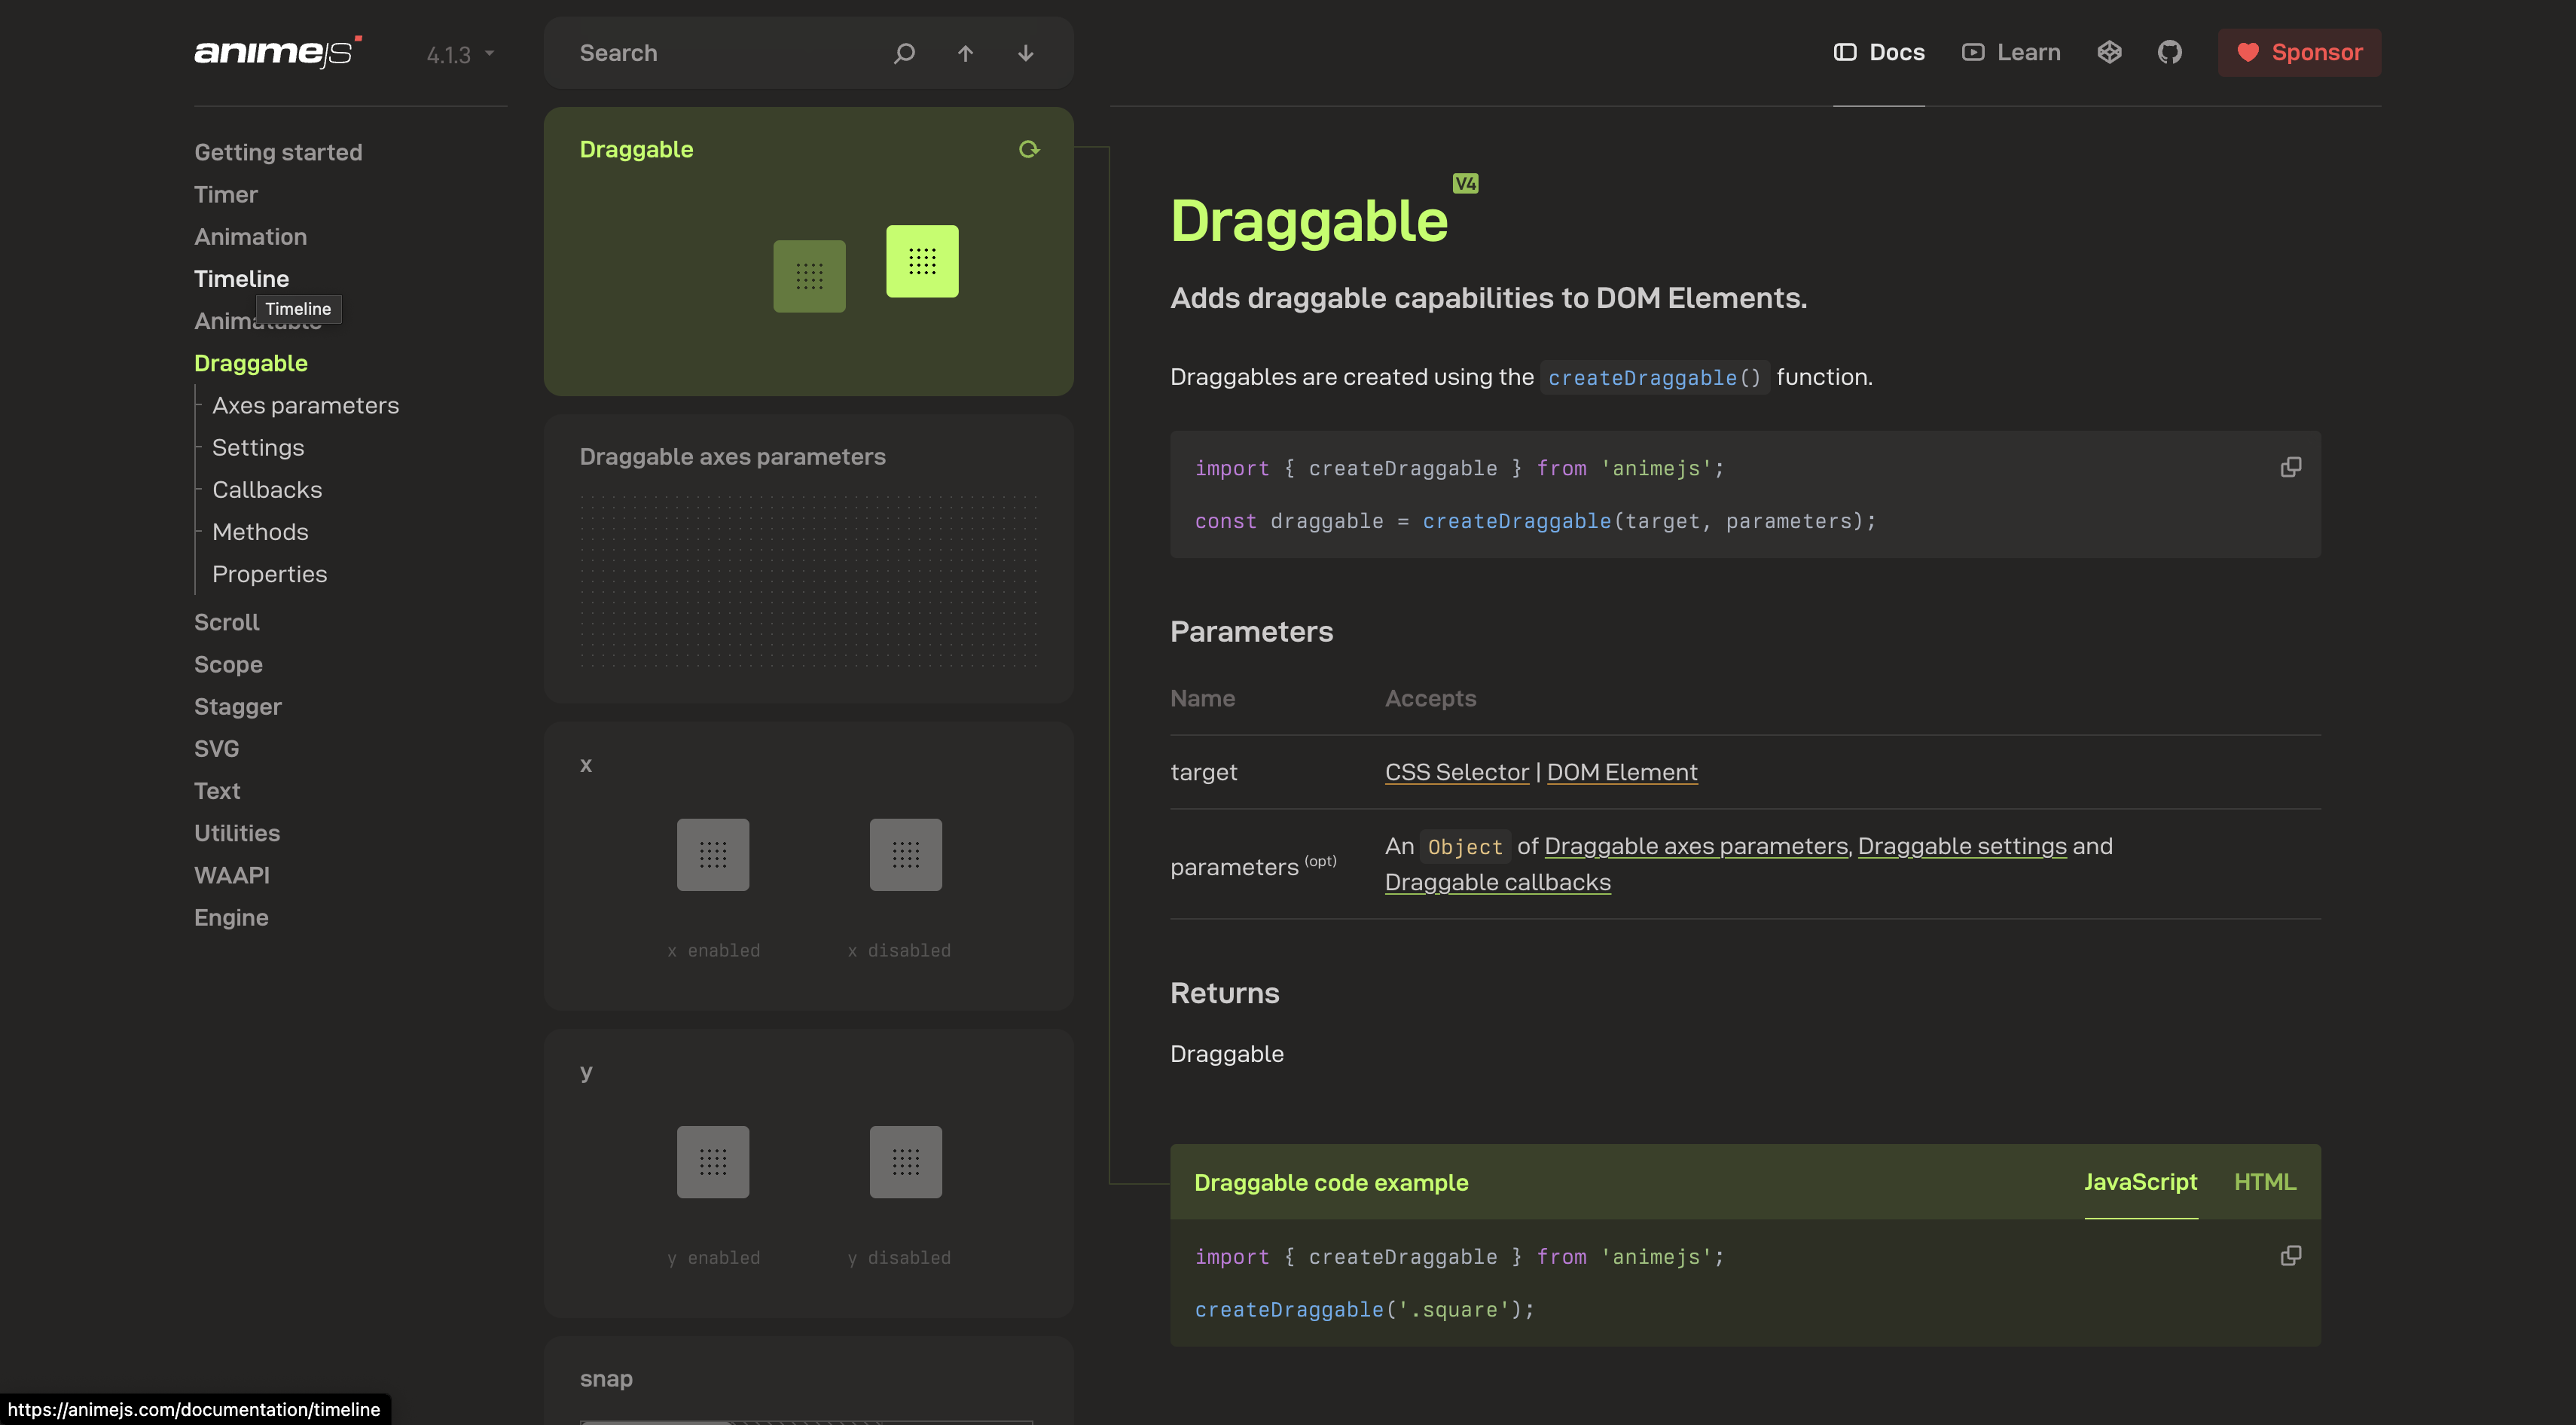 animejs
4.1.3
Search
Docs
Learn
Sponsor
Getting started
Timer
Animation
Timeline
Timeline
Draggable
Axes parameters
Settings
Callbacks
Methods
Properties
Scroll
Scope
Stagger
SVG
Text
Utilities
WAAPI
Engine
Draggable
Draggable axes parameters
x
x enabled
x disabled
y
y enabled
y disabled
snap
Draggable V4
Adds draggable capabilities to DOM Elements.
Draggables are created using the createDraggable() function.
import { createDraggable } from 'animejs';
const draggable = createDraggable(target, parameters);
Parameters
Name Accepts
target CSS Selector | DOM Element
parameters (opt) An Object of Draggable axes parameters, Draggable settings and
Draggable callbacks
Returns
Draggable
Draggable code example
JavaScript
HTML
import { createDraggable } from 'animejs';
createDraggable('.square');
https://animejs.com/documentation/timeline